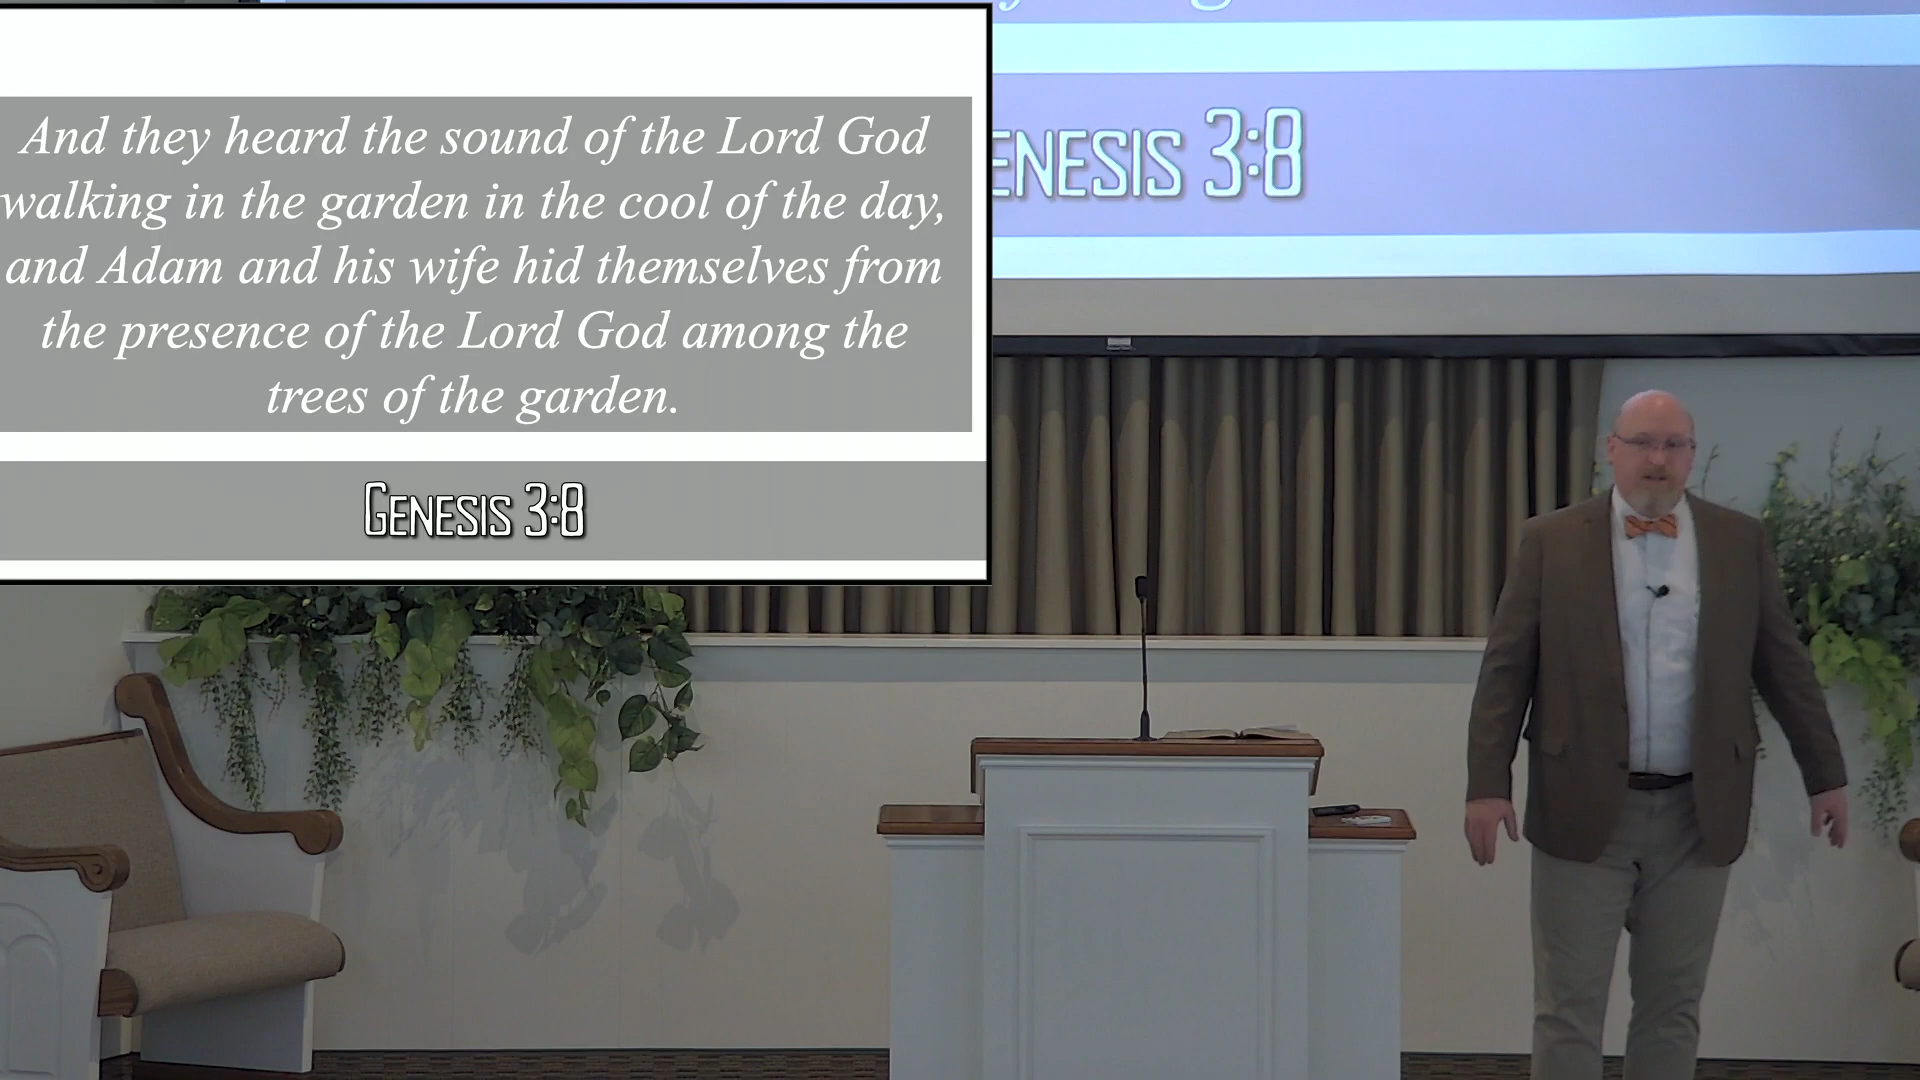 And they heard the sound of the Lord God
walking in the garden in the cool of the day,
and Adam and his wife hid themselves from
the presence of the Lord God among the
trees of the garden.
GENESIS 3:8
ENESIS 3:8